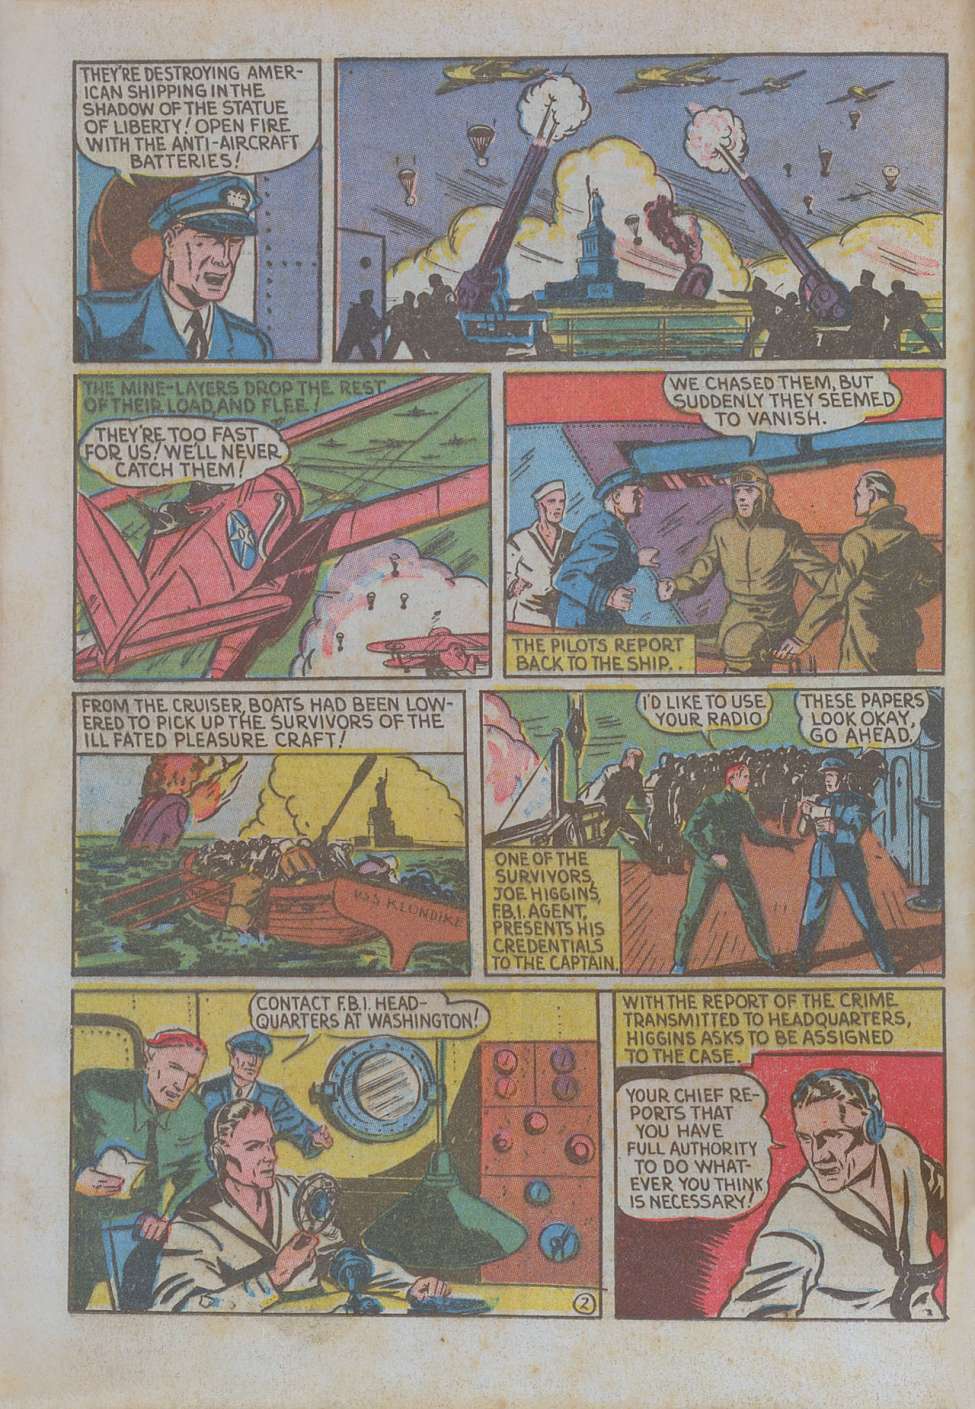 THEY'RE DESTROYING AMER-
ICAN SHIPPING IN THE
SHADOW OF THE STATUE
OF LIBERTY! OPEN FIRE
WITH THE ANTI-AIRCRAFT
BATTERIES!
THE MINE-LAYERS DROP THE REST
OF THEIR LOAD, AND FLEE!
THEY'RE TOO FAST
FOR US! WE'LL NEVER
CATCH THEM!
WE CHASED THEM, BUT
SUDDENLY THEY SEEMED
TO VANISH.
THE PILOTS REPORT
BACK TO THE SHIP..
FROM THE CRUISER, BOATS HAD BEEN LOW-
ERED TO PICK UP THE SURVIVORS OF THE
ILL FATED PLEASURE CRAFT!
USS KLONDIKE
I'D LIKE TO USE
YOUR RADIO
THESE PAPERS
LOOK OKAY,
GO AHEAD.
ONE OF THE
SURVIVORS,
JOE HIGGINS,
F.B.I. AGENT,
PRESENTS HIS
CREDENTIALS
TO THE CAPTAIN.
CONTACT F.B.I. HEAD-
QUARTERS AT WASHINGTON!
2
WITH THE REPORT OF THE CRIME
TRANSMITTED TO HEADQUARTERS,
HIGGINS ASKS TO BE ASSIGNED
TO THE CASE.
YOUR CHIEF RE-
PORTS THAT
YOU HAVE
FULL AUTHORITY
TO DO WHAT-
EVER YOU THINK
IS NECESSARY!